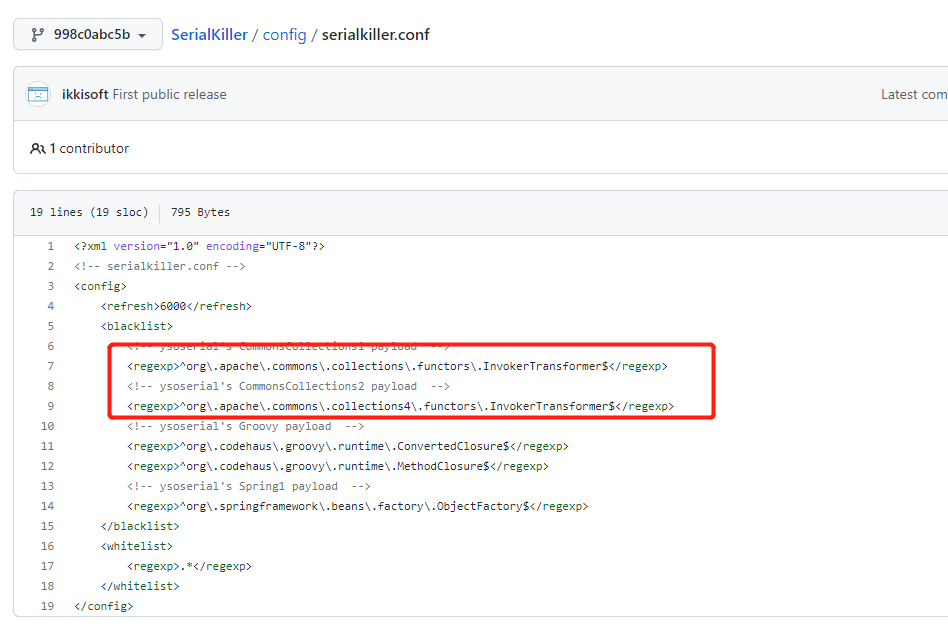 998c0abc5b
SerialKiller / config / serialkiller.conf
ikkisoft First public release
Latest com
1 contributor
19 lines (19 sloc) 795 Bytes
1 <?xml version="1.0" encoding="UTF-8"?>
2 <!-- serialkiller.conf -->
3 <config>
4 <refresh>6000</refresh>
5 <blacklist>
6 <!-- ysoserial's CommonsCollections1 payload -->
7 <regexp>^org\.apache\.commons\.collections\.functors\.InvokerTransformer$</regexp>
8 <!-- ysoserial's CommonsCollections2 payload -->
9 <regexp>^org\.apache\.commons\.collections4\.functors\.InvokerTransformer$</regexp>
10 <!-- ysoserial's Groovy payload -->
11 <regexp>^org\.codehaus\.groovy\.runtime\.ConvertedClosure$</regexp>
12 <regexp>^org\.codehaus\.groovy\.runtime\.MethodClosure$</regexp>
13 <!-- ysoserial's Spring1 payload -->
14 <regexp>^org\.springframework\.beans\.factory\.ObjectFactory$</regexp>
15 </blacklist>
16 <whitelist>
17 <regexp>.*</regexp>
18 </whitelist>
19 </config>